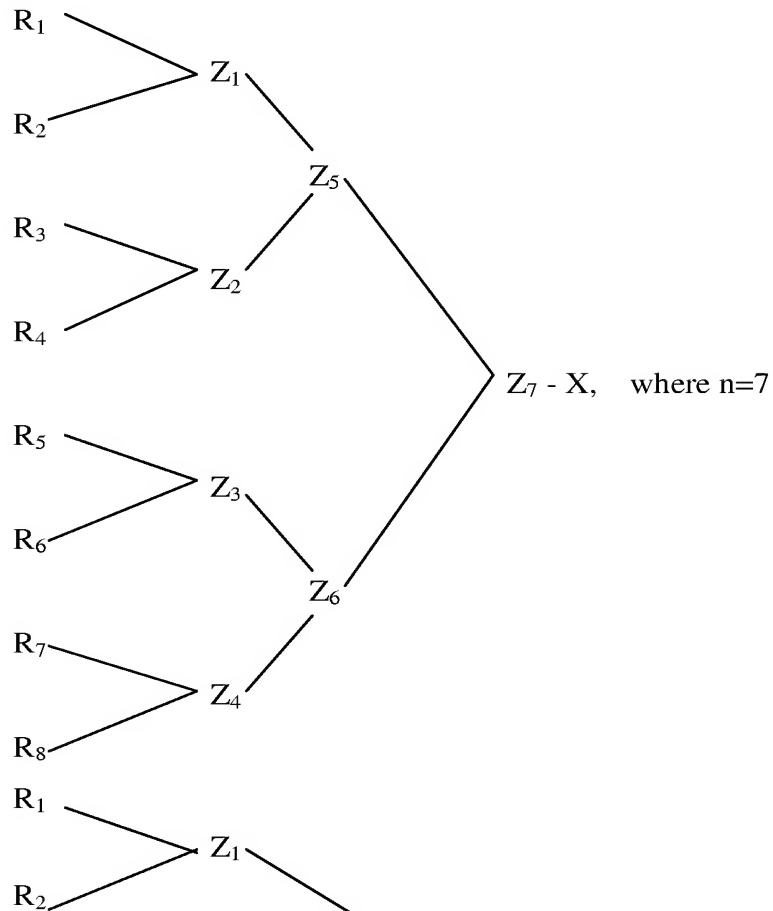 R₁
Z₁
R₂
Z₅
R₃
Z₂
R₄
Z₇ - X, where n=7
R₅
Z₃
R₆
Z₆
R₇
Z₄
R₈
R₁
Z₁
R₂